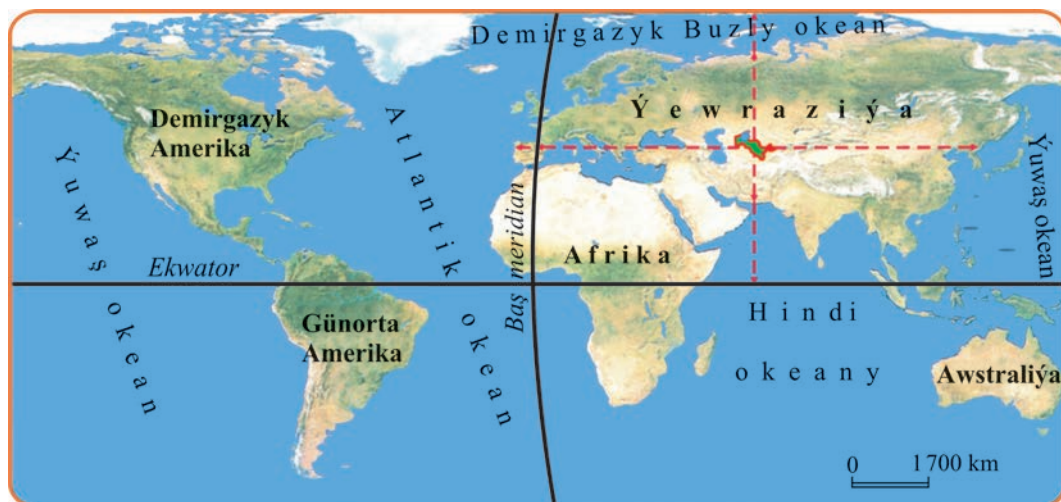 Demirgazyk Buzly okean
Demirgazyk
Amerika
Ýewraziýa
Ýuwaş okean
Atlantik okean
Ýuwaş okean
Baş meridian
Ekwator
Afrika
Günorta
Amerika
Hindi
okeany
Awstraliýa
0 1700 km